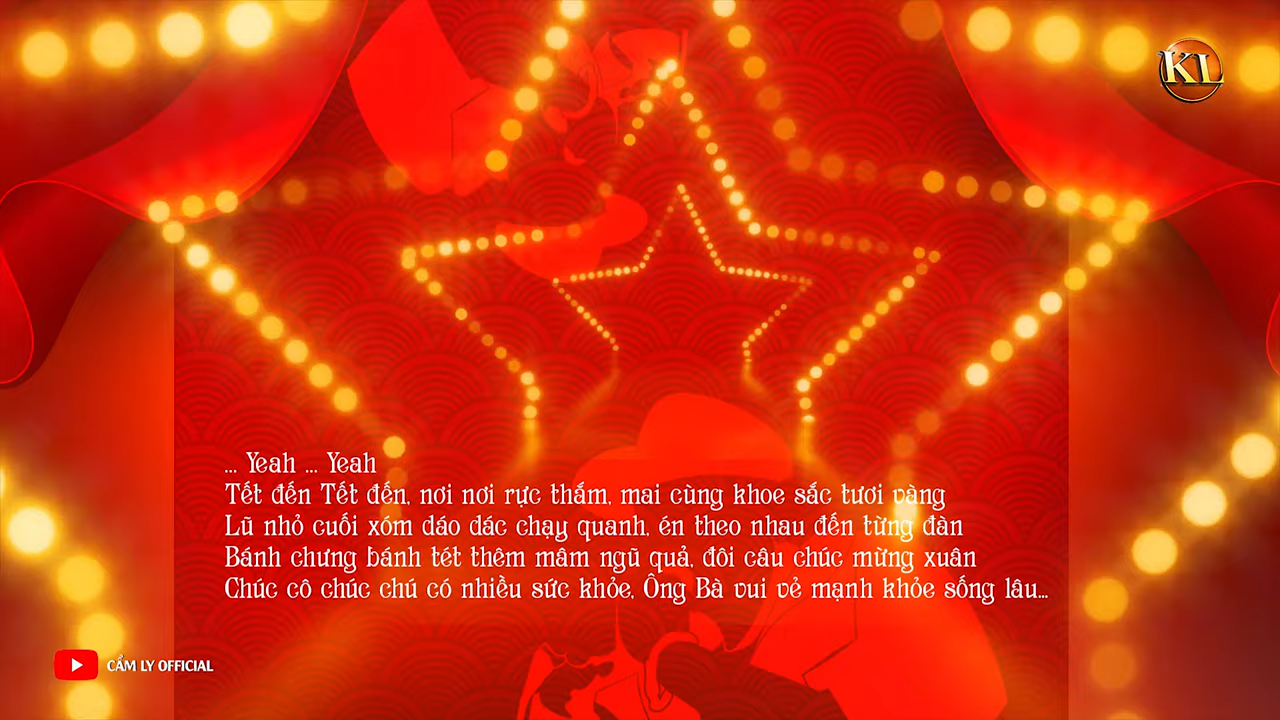 KL
... Yeah ... Yeah
Tết đến Tết đến, nơi nơi rực thắm, mai cùng khoe sắc tươi vàng
Lũ nhỏ cuối xóm dáo dác chạy quanh, én theo nhau đến từng đàn
Bánh chưng bánh tét thêm mâm ngũ quả, đôi câu chúc mừng xuân
Chúc cô chúc chú có nhiều sức khỏe, Ông Bà vui vẻ mạnh khỏe sống lâu...
CẨM LY OFFICIAL